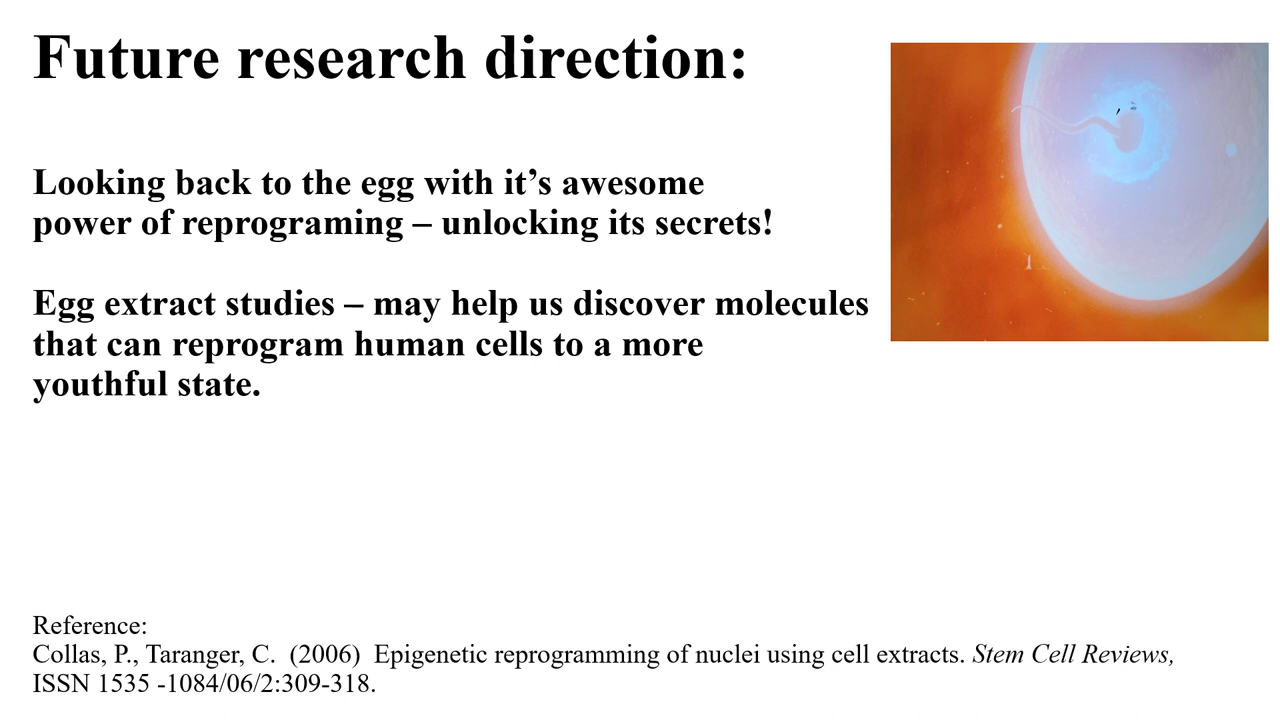 Future research direction:
Looking back to the egg with it’s awesome
power of reprograming – unlocking its secrets!
Egg extract studies – may help us discover molecules
that can reprogram human cells to a more
youthful state.
Reference:
Collas, P., Taranger, C.  (2006)  Epigenetic reprogramming of nuclei using cell extracts. Stem Cell Reviews,
ISSN 1535 -1084/06/2:309-318.